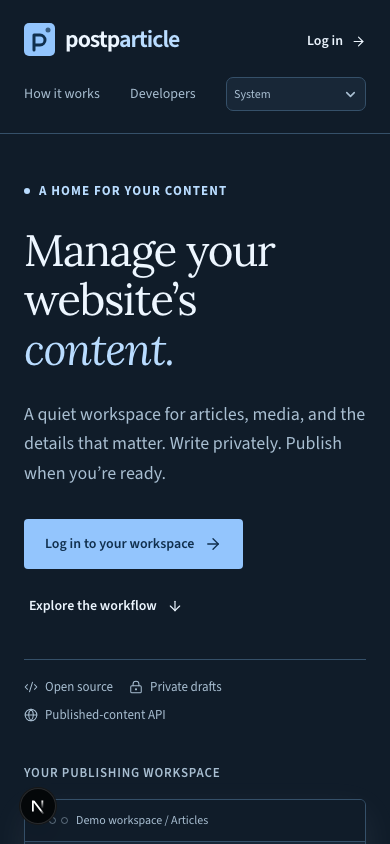 postparticle
Log in
How it works
Developers
System
A HOME FOR YOUR CONTENT
Manage your
website’s
content.
A quiet workspace for articles, media, and the
details that matter. Write privately. Publish
when you’re ready.
Log in to your workspace
Explore the workflow
Open source
Private drafts
Published-content API
YOUR PUBLISHING WORKSPACE
N
Demo workspace / Articles